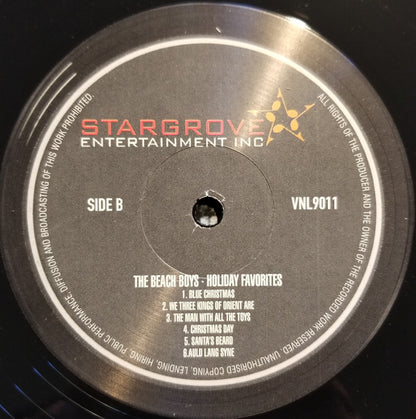 STARGROVE
ENTERTAINMENT INC
SIDE B
VNL9011
THE BEACH BOYS - HOLIDAY FAVORITES
1. BLUE CHRISTMAS
2. WE THREE KINGS OF ORIENT ARE
3. THE MAN WITH ALL THE TOYS
4. CHRISTMAS DAY
5. SANTA'S BEARD
6.AULD LANG SYNE
ALL RIGHTS OF THE PRODUCER AND THE OWNER OF THE RECORDED WORK RESERVED. UNAUTHORISED COPYING, LENDING, HIRING, PUBLIC PERFORMANCE, DIFFUSION AND BROADCASTING OF THIS WORK PROHIBITED.